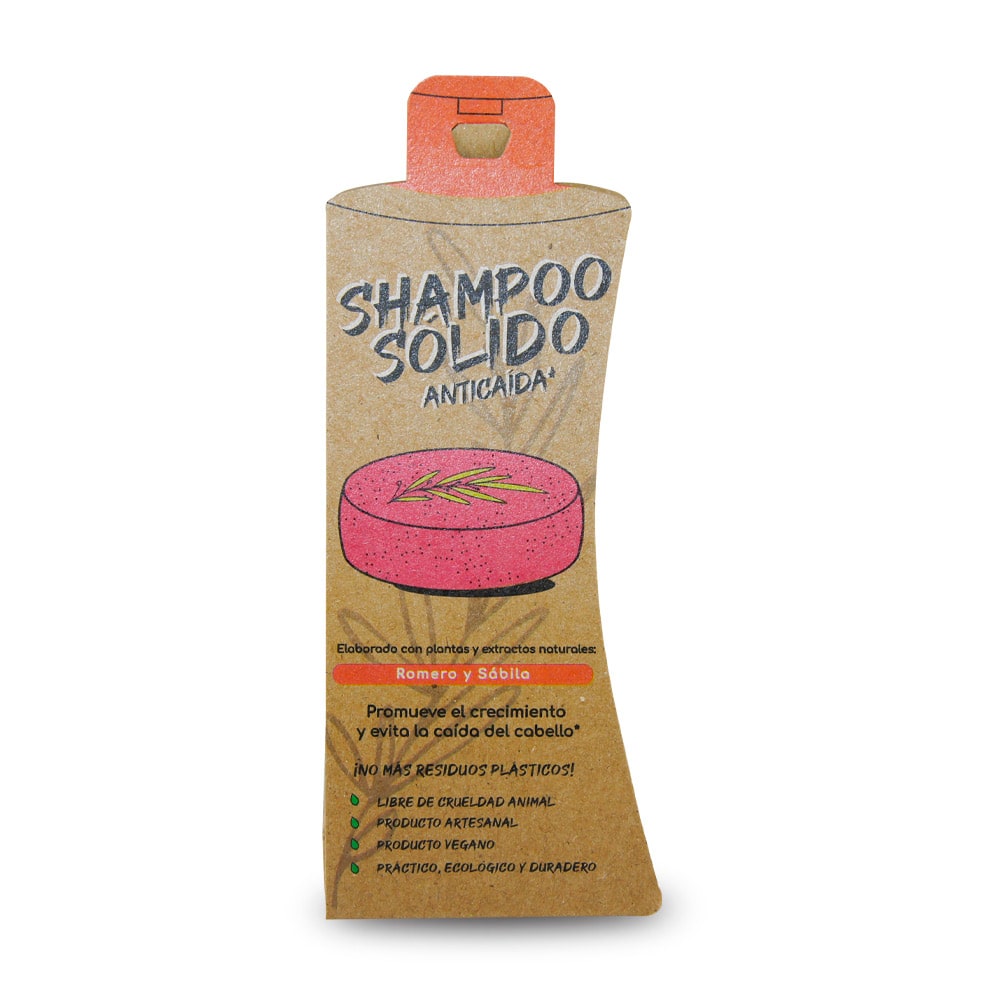 SHAMPOO
SÓLIDO
ANTICAÍDA*
Elaborado con plantas y extractos naturales:
Romero y Sábila
Promueve el crecimiento
y evita la caída del cabello*
¡NO MÁS RESIDUOS PLÁSTICOS!
LIBRE DE CRUELDAD ANIMAL
PRODUCTO ARTESANAL
PRODUCTO VEGANO
PRÁCTICO, ECOLÓGICO Y DURADERO